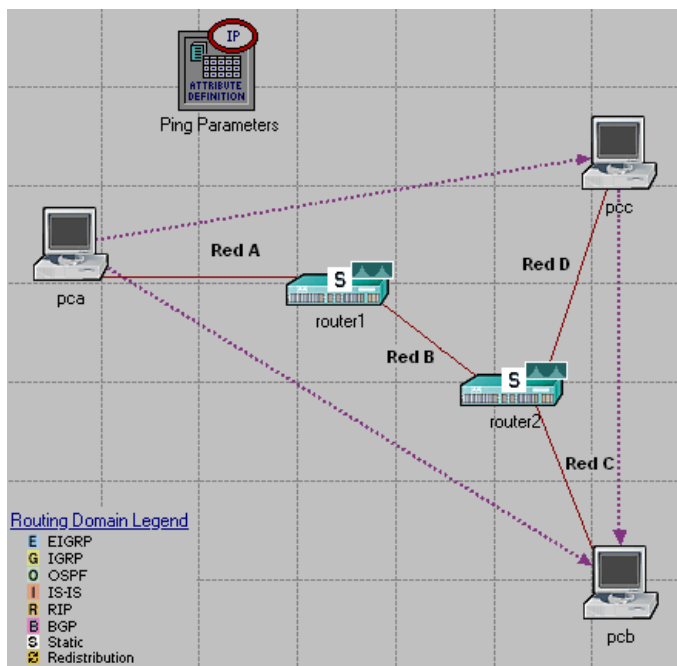 IP
ATTRIBUTE
DEFINITION
Ping Parameters
pcc
pca
Red A
Red D
S
router1
Red B
S
router2
Red C
pcb
Routing Domain Legend
E EIGRP
G IGRP
O OSPF
I IS-IS
R RIP
B BGP
S Static
Redistribution